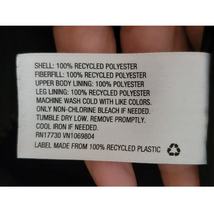 SHELL: 100% RECYCLED POLYESTER
FIBERFILL: 100% RECYCLED POLYESTER
UPPER BODY LINING: 100% RECYCLED POLYESTER
LEG LINING: 100% RECYCLED POLYESTER
MACHINE WASH COLD WITH LIKE COLORS.
ONLY NON-CHLORINE BLEACH IF NEEDED.
TUMBLE DRY LOW. REMOVE PROMPTLY.
COOL IRON IF NEEDED.
RN17730 VN1069804
LABEL MADE FROM 100% RECYCLED PLASTIC